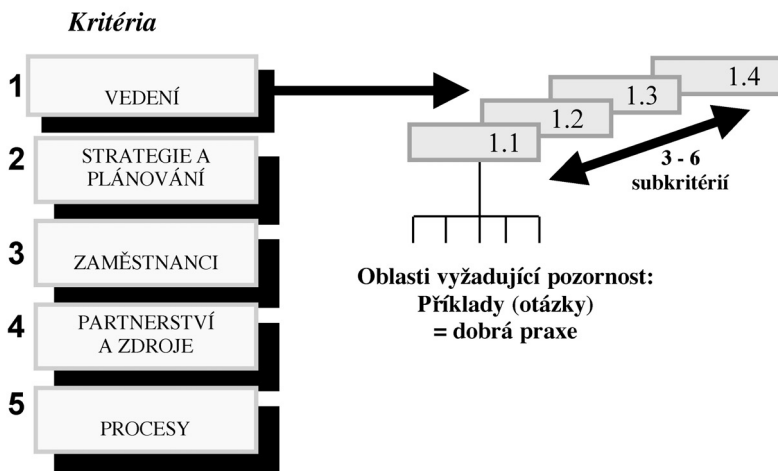 Kritéria
1
VEDENÍ
2
STRATEGIE A
PLÁNOVÁNÍ
3
ZAMĚSTNANCI
4
PARTNERSTVÍ
A ZDROJE
5
PROCESY
1.1
1.2
1.3
1.4
3 - 6
subkritérií
Oblasti vyžadující pozornost:
Příklady (otázky)
= dobrá praxe